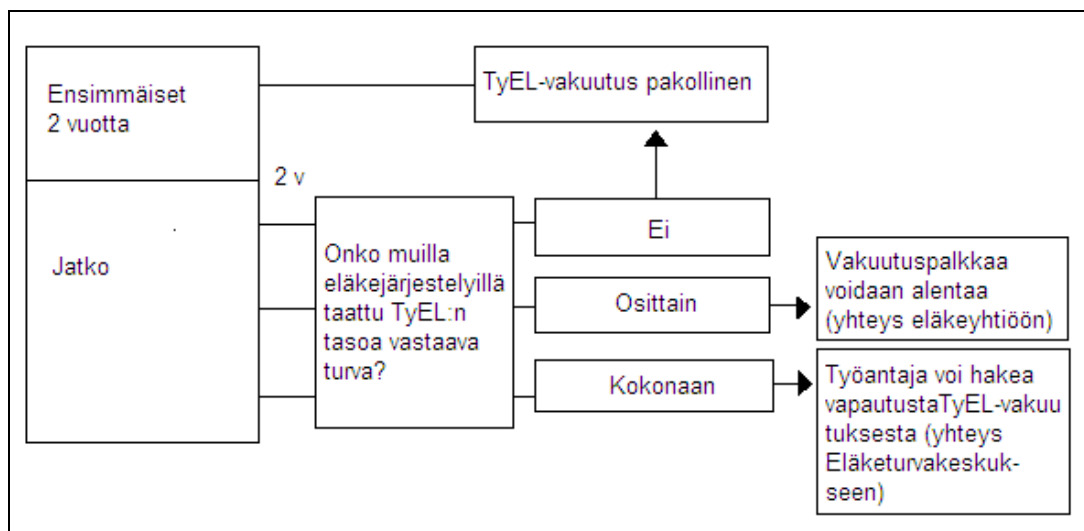 Ensimmäiset
2 vuotta
TyEL-vakuutus pakollinen
2 v
Jatko
Onko muilla
eläkejärjestelyillä
taattu TyEL:n
tasoa vastaava
turva?
Ei
Osittain
Kokonaan
Vakuutuspalkkaa
voidaan alentaa
(yhteys eläkeyhtiöön)
Työantaja voi hakea
vapautustaTyEL-vakuu
tuksesta (yhteys
Eläketurvakeskuk-
seen)